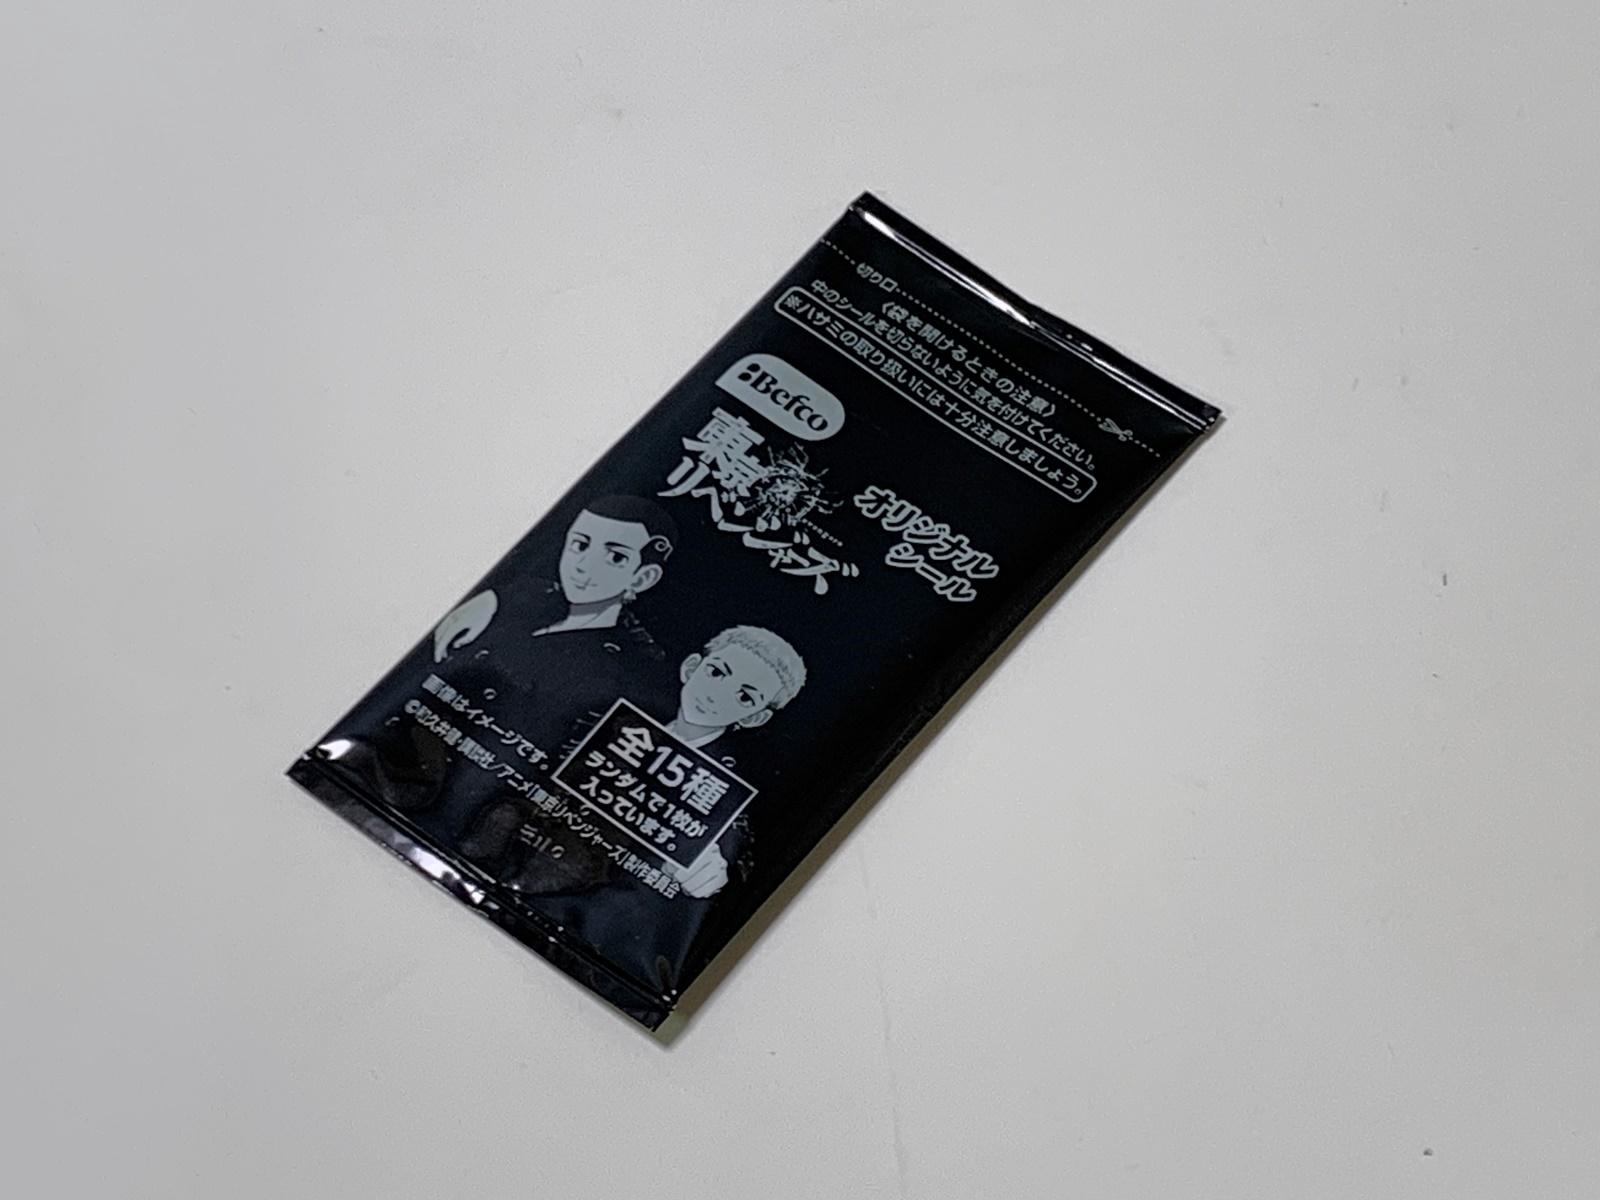 切り口
〈袋を開けるときの注意〉
中のシールを切らないように気を付けてください。
※ハサミの取り扱いには十分注意しましょう。
Befco
東京
リベンジャーズ
オリジナル
シール
全15種
ランダムで1枚が
入っています。
画像はイメージです。
©和久井健・講談社/アニメ「東京リベンジャーズ」製作委員会